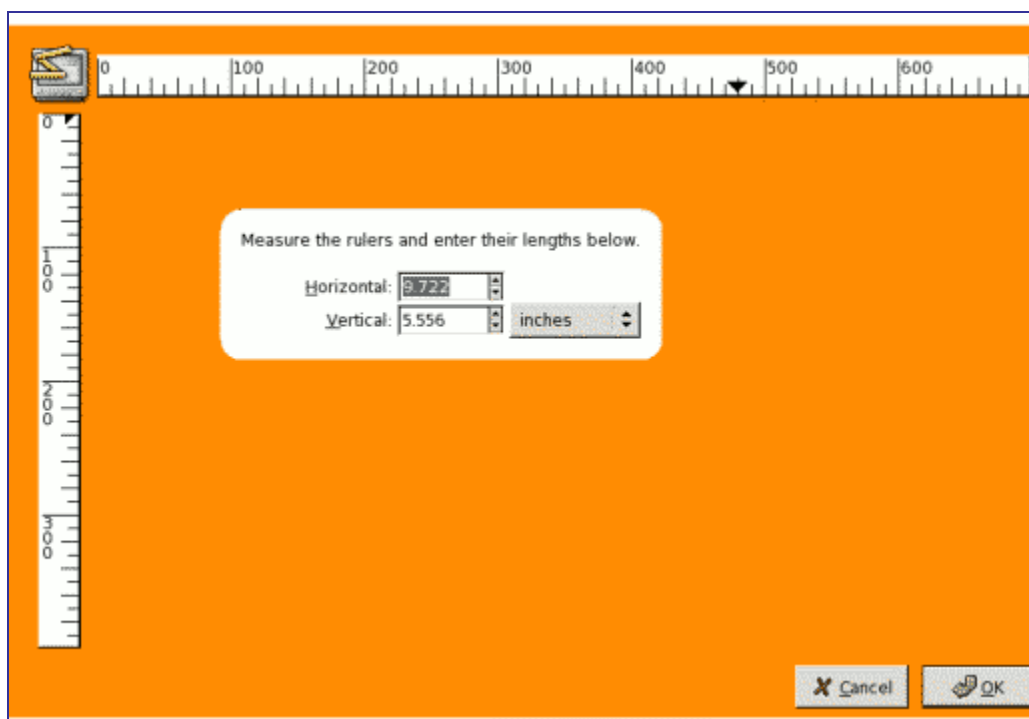 0 100 200 300 400 500 600
0
100
200
300
Measure the rulers and enter their lengths below.
Horizontal: 9.722
Vertical: 5.556 inches
Cancel OK